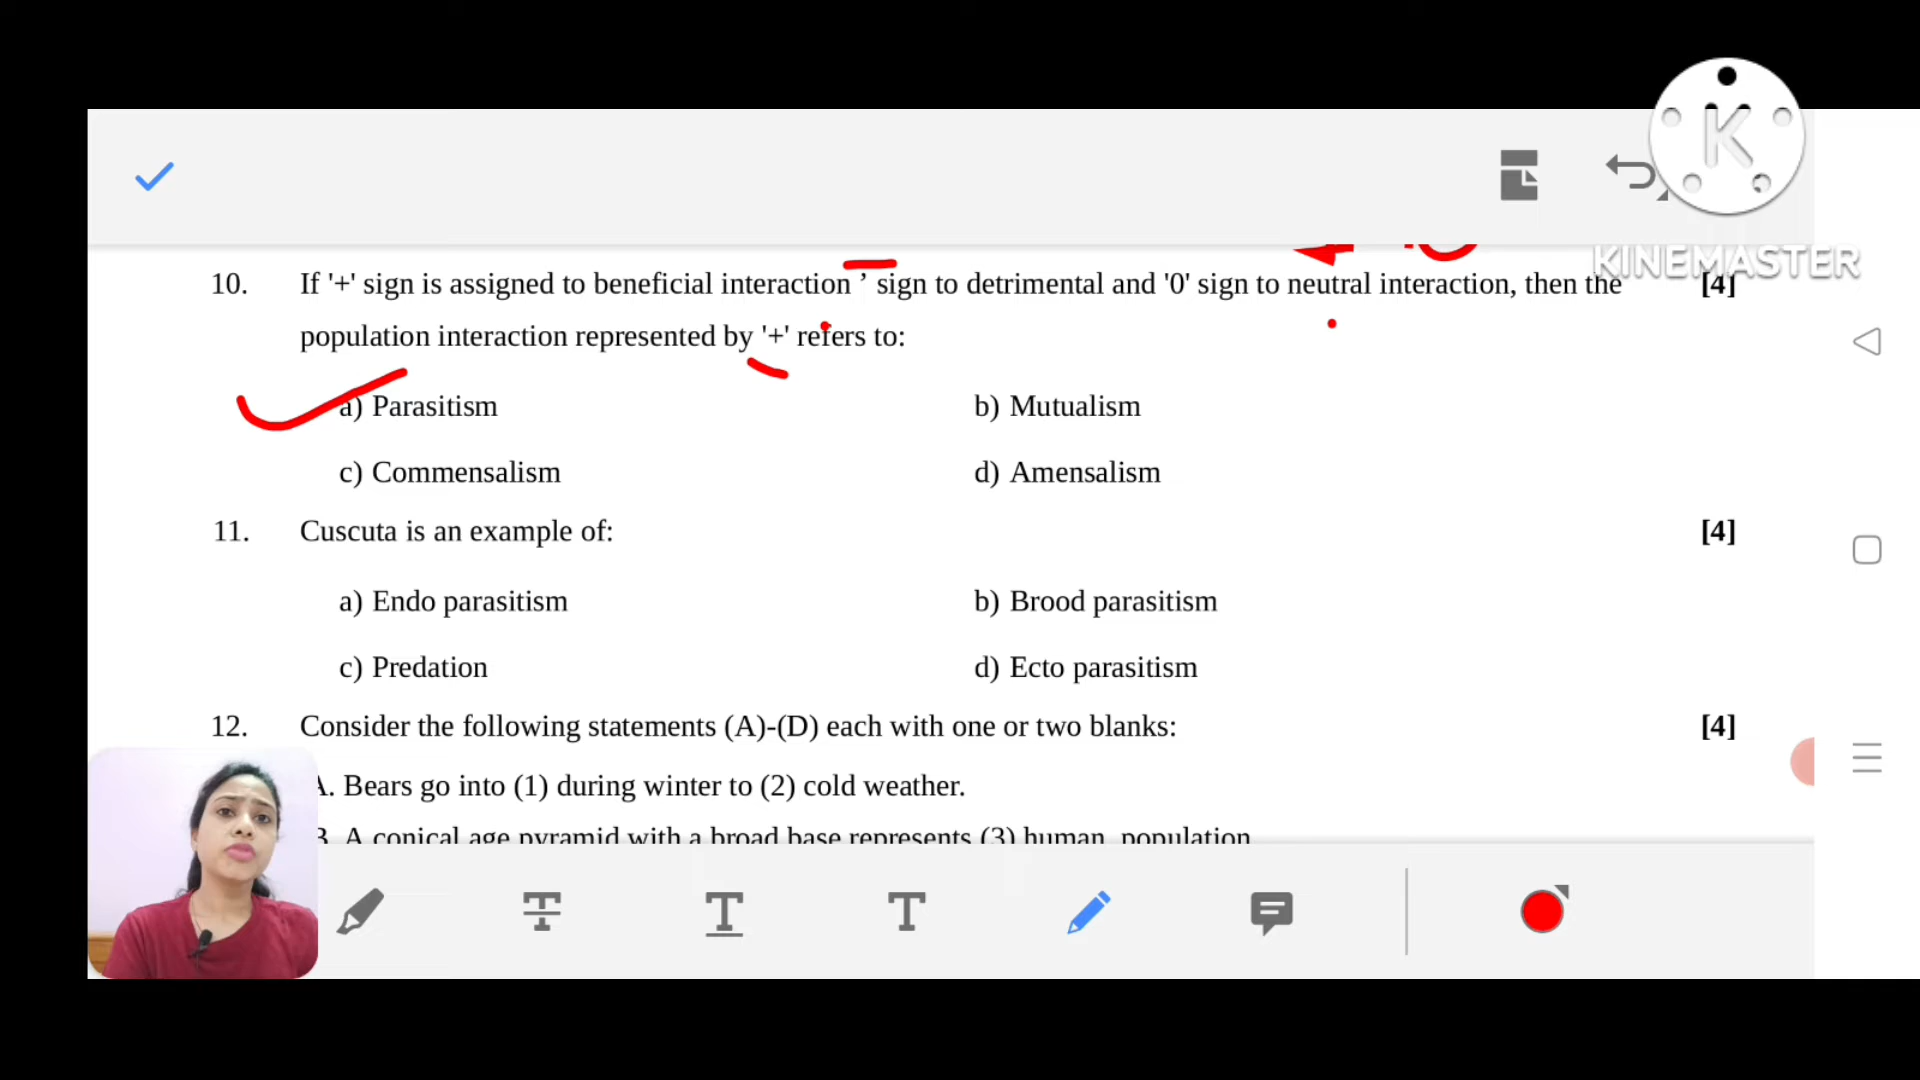 K
KINEMASTER
10. If '+' sign is assigned to beneficial interaction ’ sign to detrimental and '0' sign to neutral interaction, then the [4]
population interaction represented by '+' refers to:
a) Parasitism b) Mutualism
c) Commensalism d) Amensalism
11. Cuscuta is an example of: [4]
a) Endo parasitism b) Brood parasitism
c) Predation d) Ecto parasitism
12. Consider the following statements (A)-(D) each with one or two blanks: [4]
A. Bears go into (1) during winter to (2) cold weather.
B. A conical age pyramid with a broad base represents (3) human population